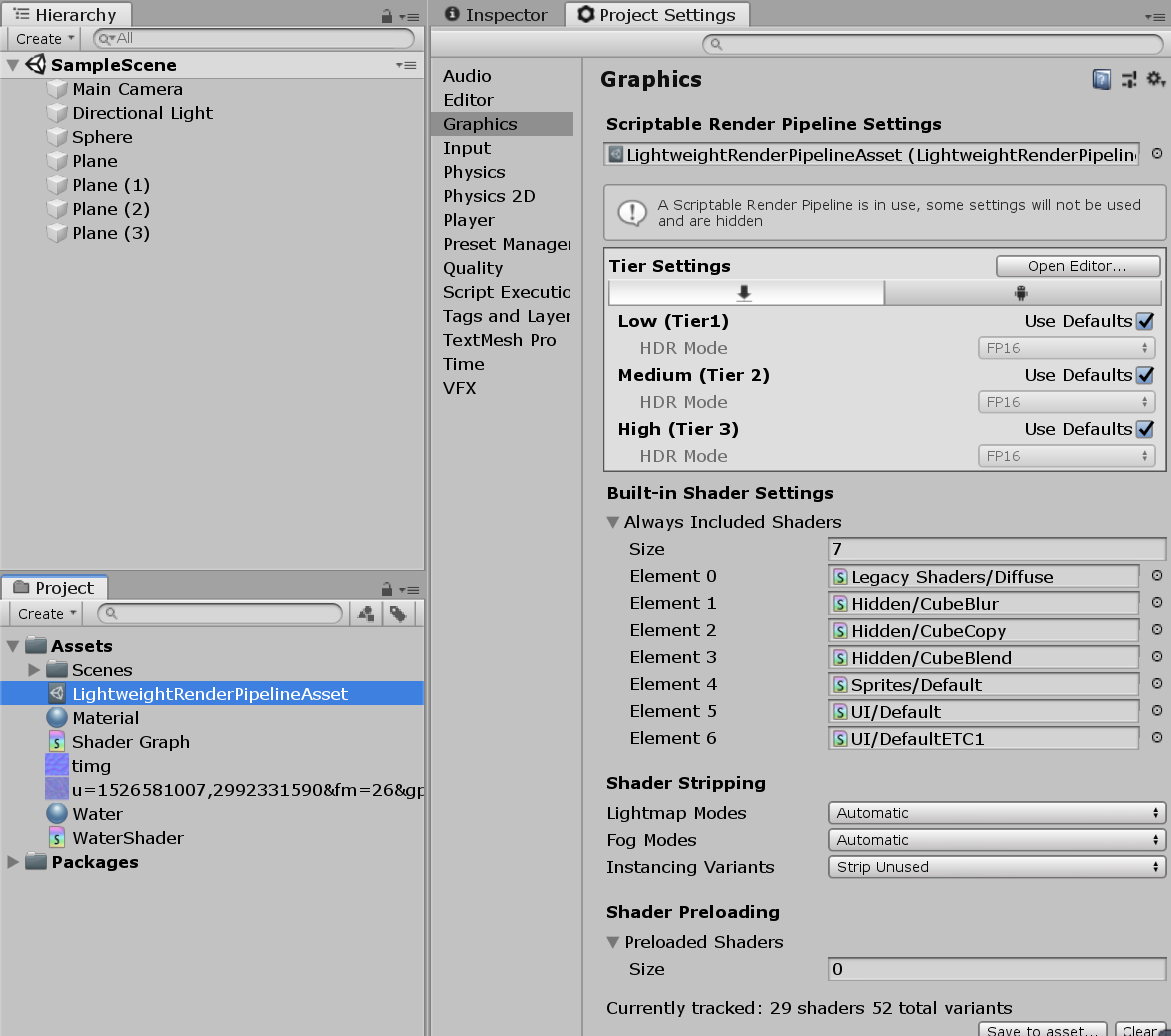 Hierarchy
Create
All
SampleScene
Main Camera
Directional Light
Sphere
Plane
Plane (1)
Plane (2)
Plane (3)
Project
Create
Assets
Scenes
LightweightRenderPipelineAsset
Material
Shader Graph
timg
u=1526581007,2992331590&fm=26&gp
Water
WaterShader
Packages
Inspector
Project Settings
Audio
Editor
Graphics
Input
Physics
Physics 2D
Player
Preset Manager
Quality
Script Executio
Tags and Layer
TextMesh Pro
Time
VFX
Graphics
Scriptable Render Pipeline Settings
LightweightRenderPipelineAsset (LightweightRenderPipelin
A Scriptable Render Pipeline is in use, some settings will not be used
and are hidden
Tier Settings
Open Editor...
Low (Tier1)
Use Defaults
HDR Mode
FP16
Medium (Tier 2)
Use Defaults
HDR Mode
FP16
High (Tier 3)
Use Defaults
HDR Mode
FP16
Built-in Shader Settings
Always Included Shaders
Size
7
Element 0
Legacy Shaders/Diffuse
Element 1
Hidden/CubeBlur
Element 2
Hidden/CubeCopy
Element 3
Hidden/CubeBlend
Element 4
Sprites/Default
Element 5
UI/Default
Element 6
UI/DefaultETC1
Shader Stripping
Lightmap Modes
Automatic
Fog Modes
Automatic
Instancing Variants
Strip Unused
Shader Preloading
Preloaded Shaders
Size
0
Currently tracked: 29 shaders 52 total variants
Save to asset...
Clear